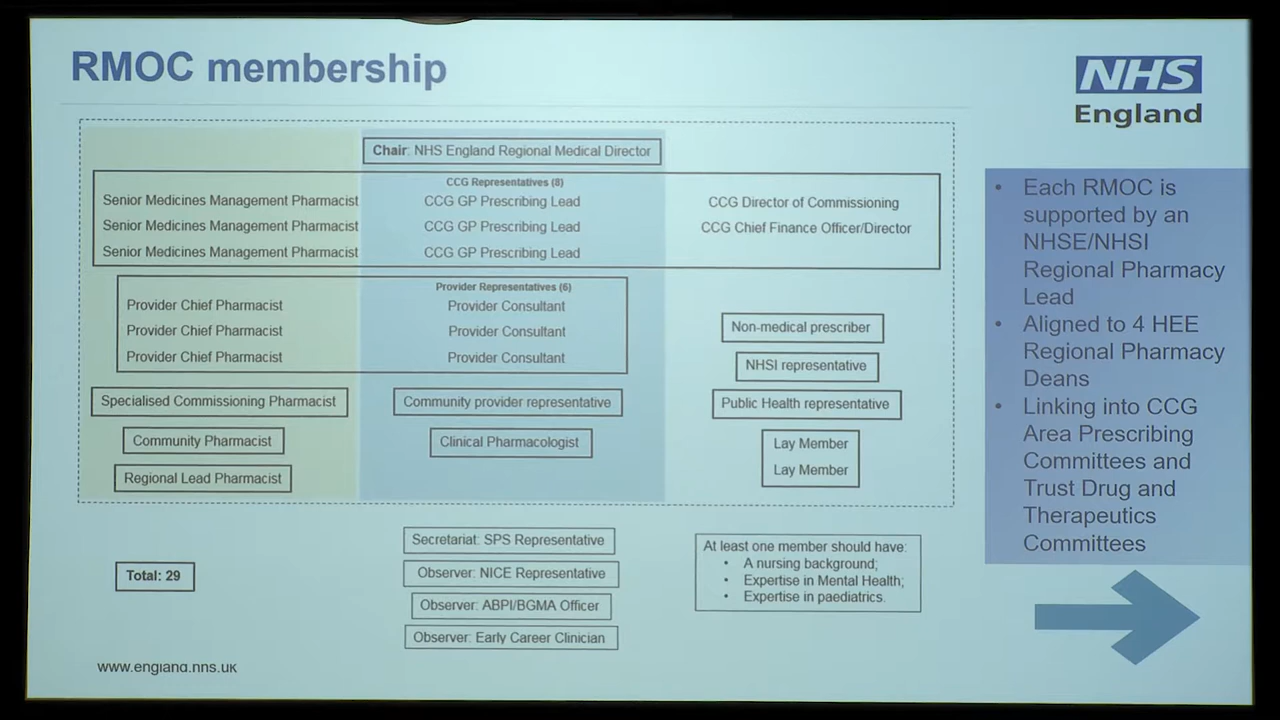 RMOC membership
NHS
England
Chair: NHS England Regional Medical Director
CCG Representatives (8)
Senior Medicines Management Pharmacist
Senior Medicines Management Pharmacist
Senior Medicines Management Pharmacist
CCG GP Prescribing Lead
CCG GP Prescribing Lead
CCG GP Prescribing Lead
CCG Director of Commissioning
CCG Chief Finance Officer/Director
Provider Representatives (6)
Provider Chief Pharmacist
Provider Chief Pharmacist
Provider Chief Pharmacist
Provider Consultant
Provider Consultant
Provider Consultant
Non-medical prescriber
NHSI representative
Public Health representative
Lay Member
Lay Member
Specialised Commissioning Pharmacist
Community Pharmacist
Regional Lead Pharmacist
Community provider representative
Clinical Pharmacologist
Total: 29
Secretariat: SPS Representative
Observer: NICE Representative
Observer: ABPI/BGMA Officer
Observer: Early Career Clinician
At least one member should have:
• A nursing background;
• Expertise in Mental Health;
• Expertise in paediatrics.
• Each RMOC is
supported by an
NHSE/NHSI
Regional Pharmacy
Lead
• Aligned to 4 HEE
Regional Pharmacy
Deans
• Linking into CCG
Area Prescribing
Committees and
Trust Drug and
Therapeutics
Committees
www.england.nhs.uk